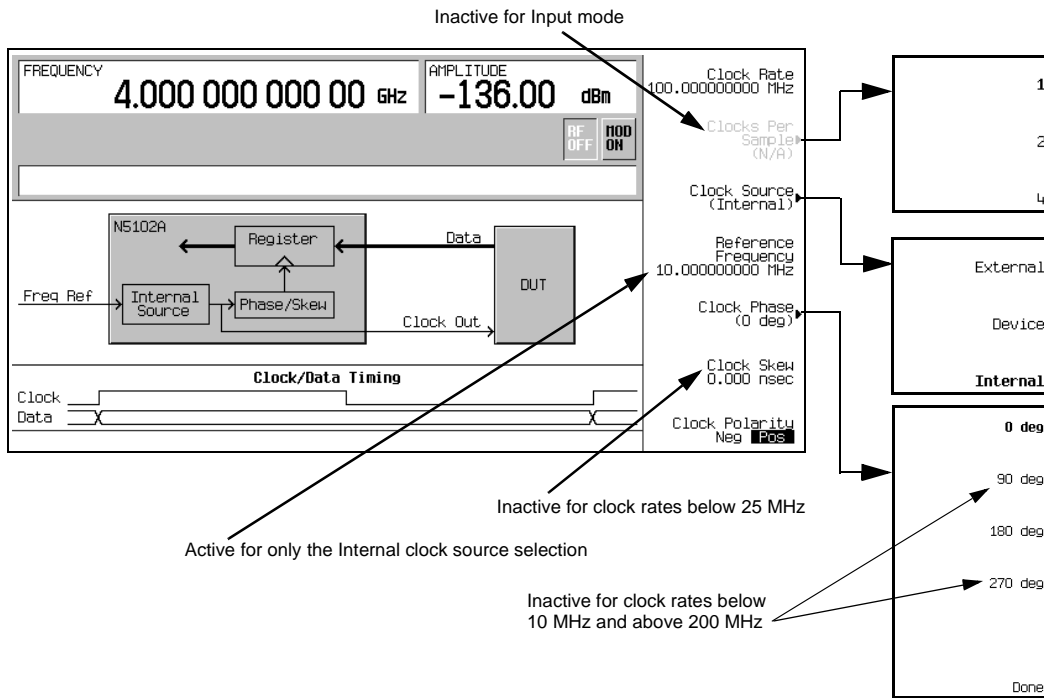 Inactive for Input mode
FREQUENCY
4.000 000 000 00 GHz
AMPLITUDE
-136.00 dBm
RF
OFF
MOD
ON
N5102A
Register
Data
DUT
Freq Ref
Internal
Source
Phase/Skew
Clock Out
Clock/Data Timing
Clock
Data
Clock Rate
100.000000000 MHz
Clocks Per
Sample
(N/A)
Clock Source
(Internal)
Reference
Frequency
10.000000000 MHz
Clock Phase
(0 deg)
Clock Skew
0.000 nsec
Clock Polarity
Neg Pos
1
2
4
External
Device
Internal
0 deg
90 deg
180 deg
270 deg
Done
Inactive for clock rates below 25 MHz
Active for only the Internal clock source selection
Inactive for clock rates below
10 MHz and above 200 MHz